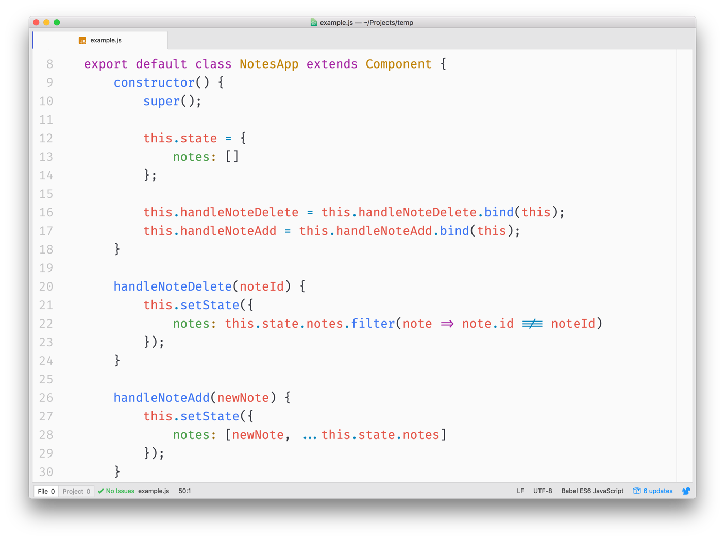 example.js — ~/Projects/temp
example.js
8 export default class NotesApp extends Component {
9 constructor() {
10 super();
11
12 this.state = {
13 notes: []
14 };
15
16 this.handleNoteDelete = this.handleNoteDelete.bind(this);
17 this.handleNoteAdd = this.handleNoteAdd.bind(this);
18 }
19
20 handleNoteDelete(noteId) {
21 this.setState({
22 notes: this.state.notes.filter(note => note.id !== noteId)
23 });
24 }
25
26 handleNoteAdd(newNote) {
27 this.setState({
28 notes: [newNote, ...this.state.notes]
29 });
30 }
File 0 Project 0 ✓ No Issues example.js 50:1 LF UTF-8 Babel ES6 JavaScript 8 updates